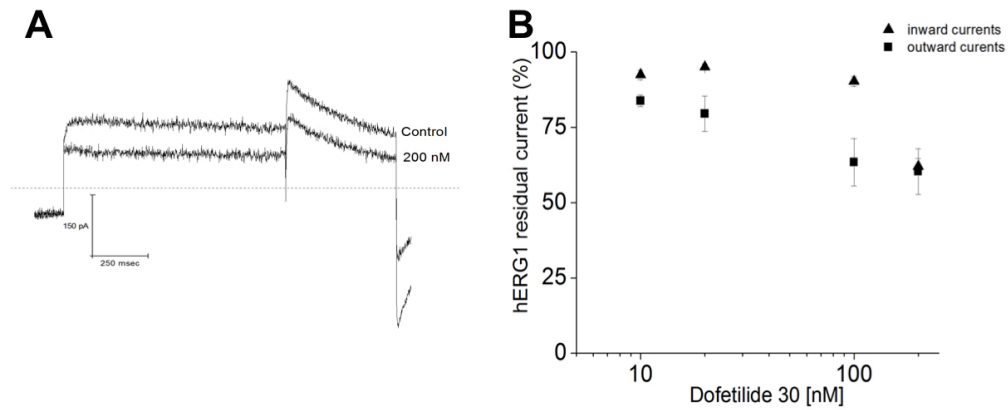 A
Control
200 nM
150 pA
250 msec
B
inward currents
outward curents
hERG1 residual current (%)
100
75
50
25
0
10
100
Dofetilide 30 [nM]